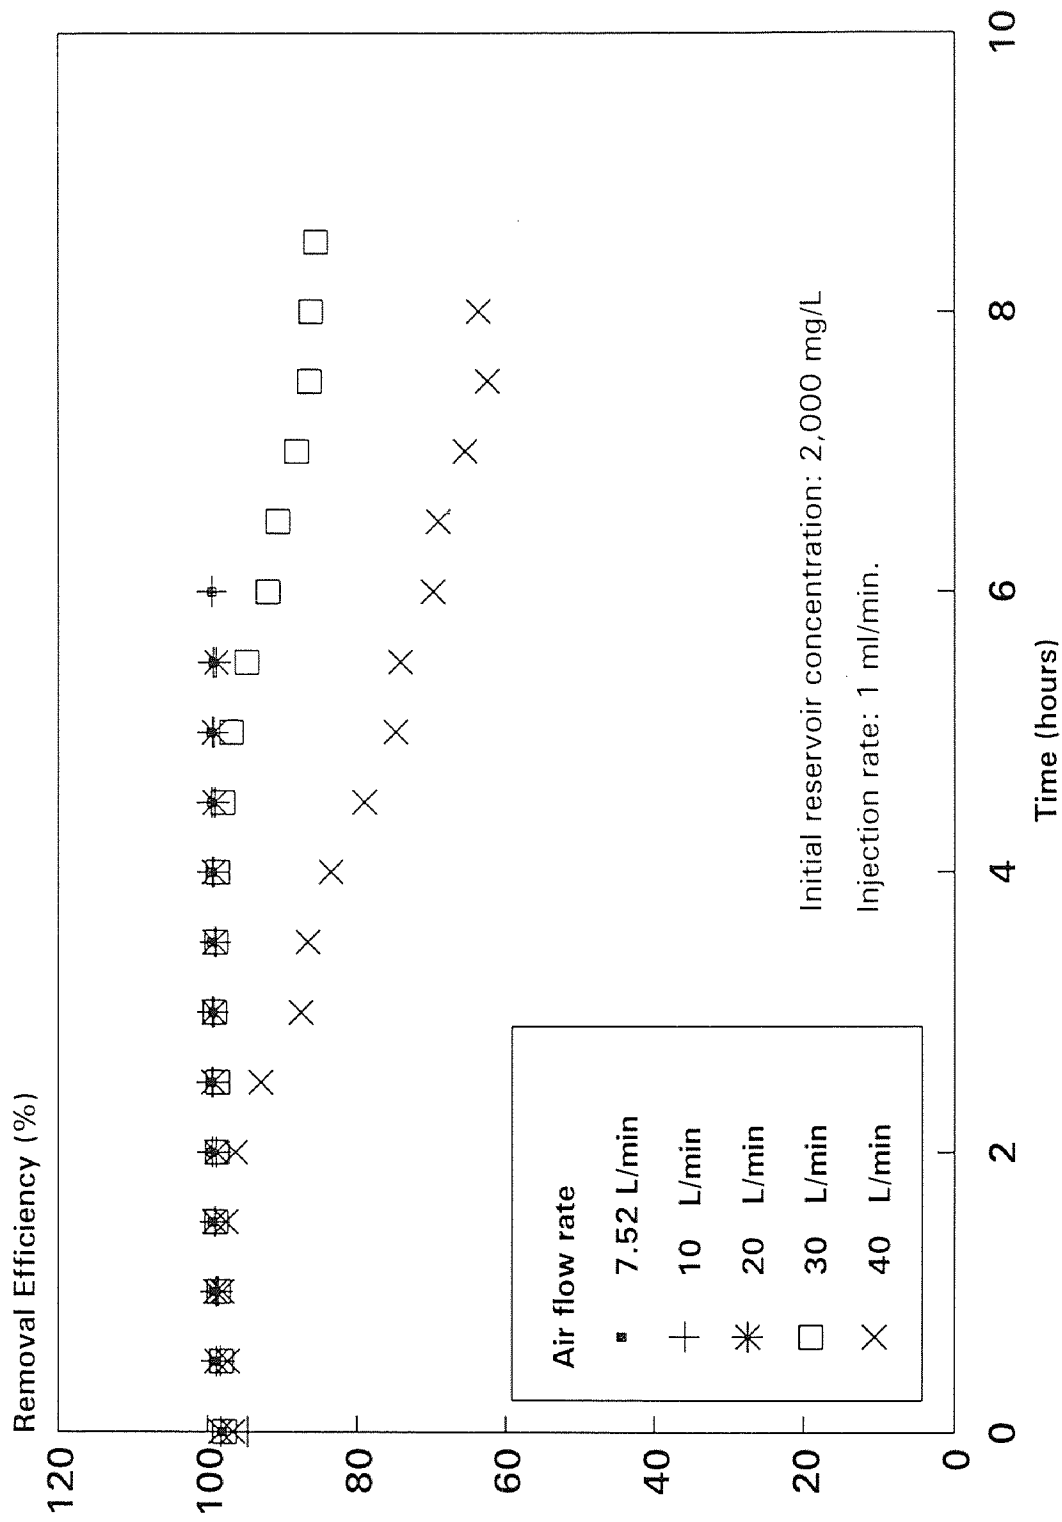 Removal Efficiency (%)
120
100
80
60
40
20
0
Air flow rate
7.52 L/min
10 L/min
20 L/min
30 L/min
40 L/min
Initial reservoir concentration: 2,000 mg/L
Injection rate: 1 ml/min.
0 2 4 6 8 10
Time (hours)